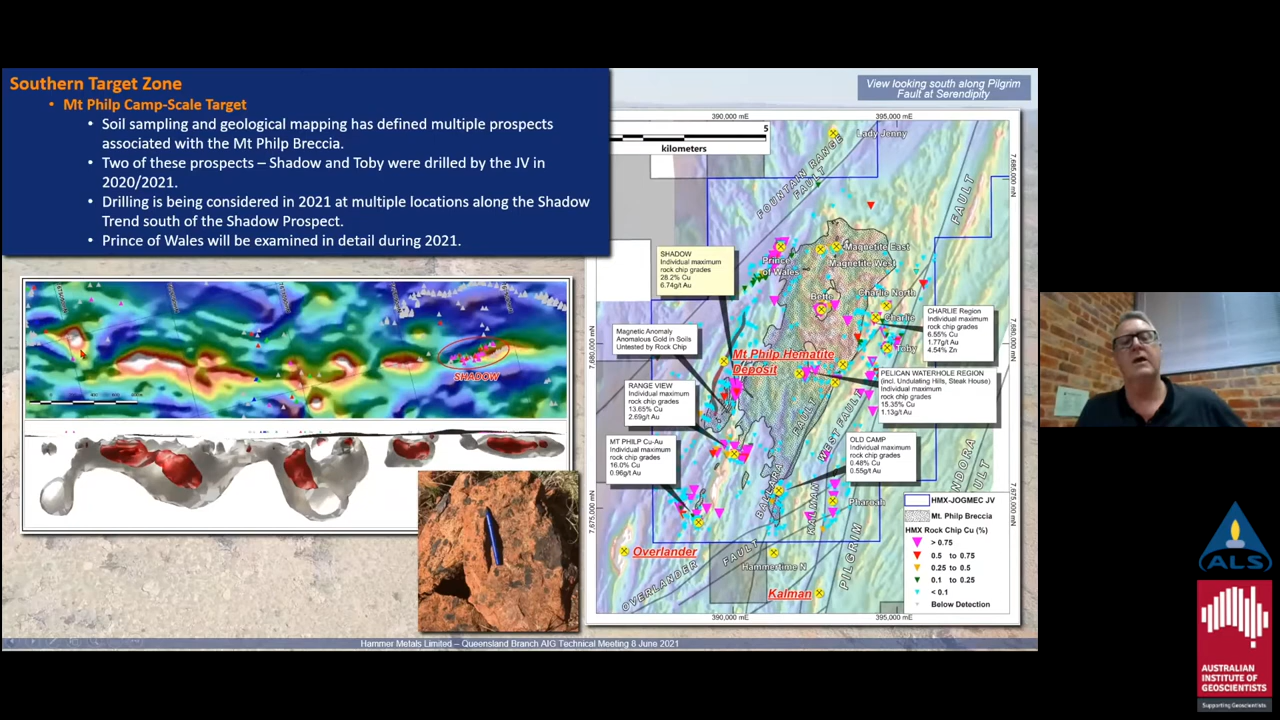 Southern Target Zone
• Mt Philp Camp-Scale Target
• Soil sampling and geological mapping has defined multiple prospects
associated with the Mt Philp Breccia.
• Two of these prospects – Shadow and Toby were drilled by the JV in
2020/2021.
• Drilling is being considered in 2021 at multiple locations along the Shadow
Trend south of the Shadow Prospect.
• Prince of Wales will be examined in detail during 2021.
View looking south along Pilgrim
Fault at Serendipity
390,000 mE
395,000 mE
5
kilometers
Lady Jenny
FOUNTAIN RANGE
FAULT
FAULT
7,685,000 mN
SHADOW
Individual maximum
rock chip grades
28.2% Cu
6.74g/t Au
Prince
of Wales
Magnetite East
Magnetite West
Belle
Charlie North
Charlie
Toby
CHARLIE Region
Individual maximum
rock chip grades
6.55% Cu
1.77g/t Au
4.54% Zn
Magnetic Anomaly
Anomalous Gold in Soils
Untested by Rock Chip
7,680,000 mN
7,680,000 mN
Mt Philp Hematite
Deposit
RANGE VIEW
Individual maximum
rock chip grades
13.65% Cu
2.69g/t Au
PELICAN WATERHOLE REGION
(incl. Undulating Hills, Steak House)
Individual maximum
rock chip grades
15.35% Cu
1.13g/t Au
MT PHILP Cu-Au
Individual maximum
rock chip grades
16.0% Cu
0.96g/t Au
OLD CAMP
Individual maximum
rock chip grades
0.48% Cu
0.55g/t Au
WEST FAULT
Pharoah
7,675,000 mN
7,675,000 mN
Overlander
OVERLANDER
FAULT
Hammertime N
Kalman
PILGRIM
HMX-JOGMEC JV
Mt. Philp Breccia
HMX Rock Chip Cu (%)
> 0.75
0.5 to 0.75
0.25 to 0.5
0.1 to 0.25
< 0.1
Below Detection
390,000 mE
395,000 mE
SHADOW
Hammer Metals Limited – Queensland Branch AIG Technical Meeting 8 June 2021
ALS
AUSTRALIAN
INSTITUTE OF
GEOSCIENTISTS
Supporting Geoscientists